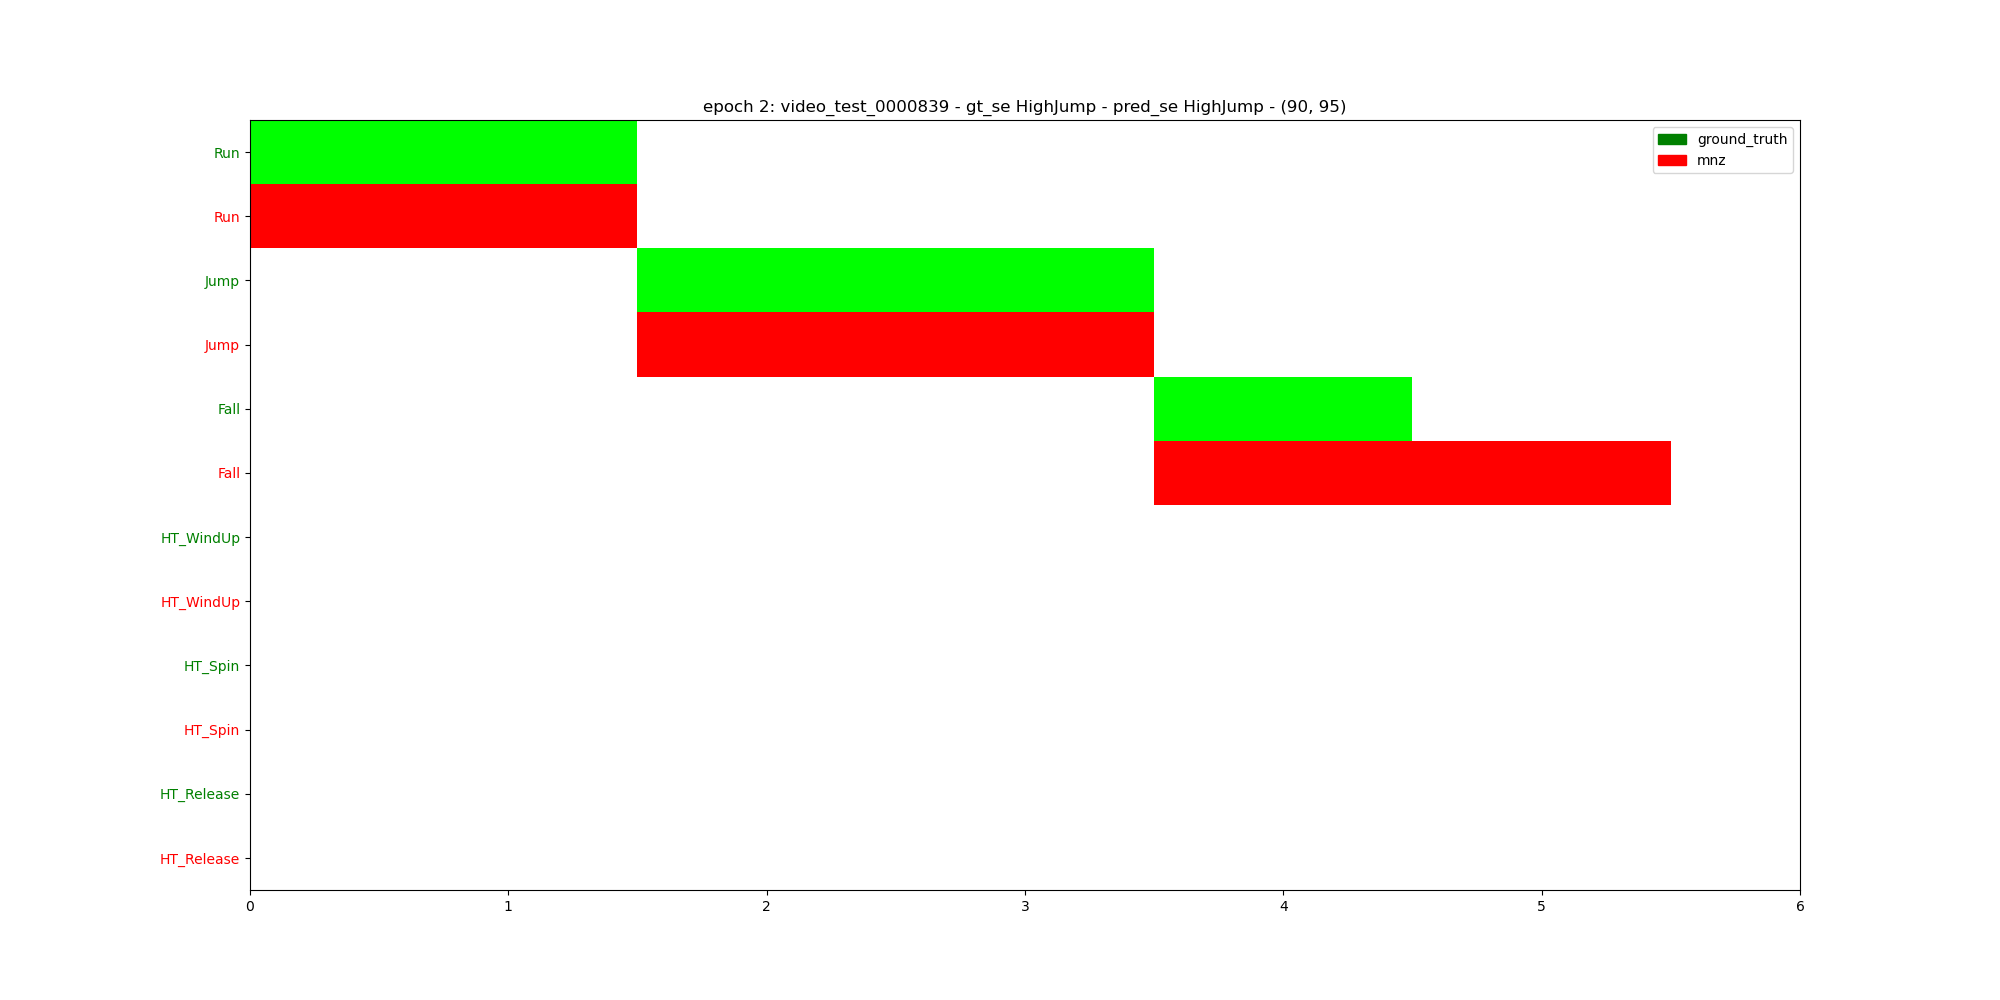 epoch 2: video_test_0000839 - gt_se HighJump - pred_se HighJump - (90, 95)
ground_truth
mnz
Run
Run
Jump
Jump
Fall
Fall
HT_WindUp
HT_WindUp
HT_Spin
HT_Spin
HT_Release
HT_Release
0 1 2 3 4 5 6